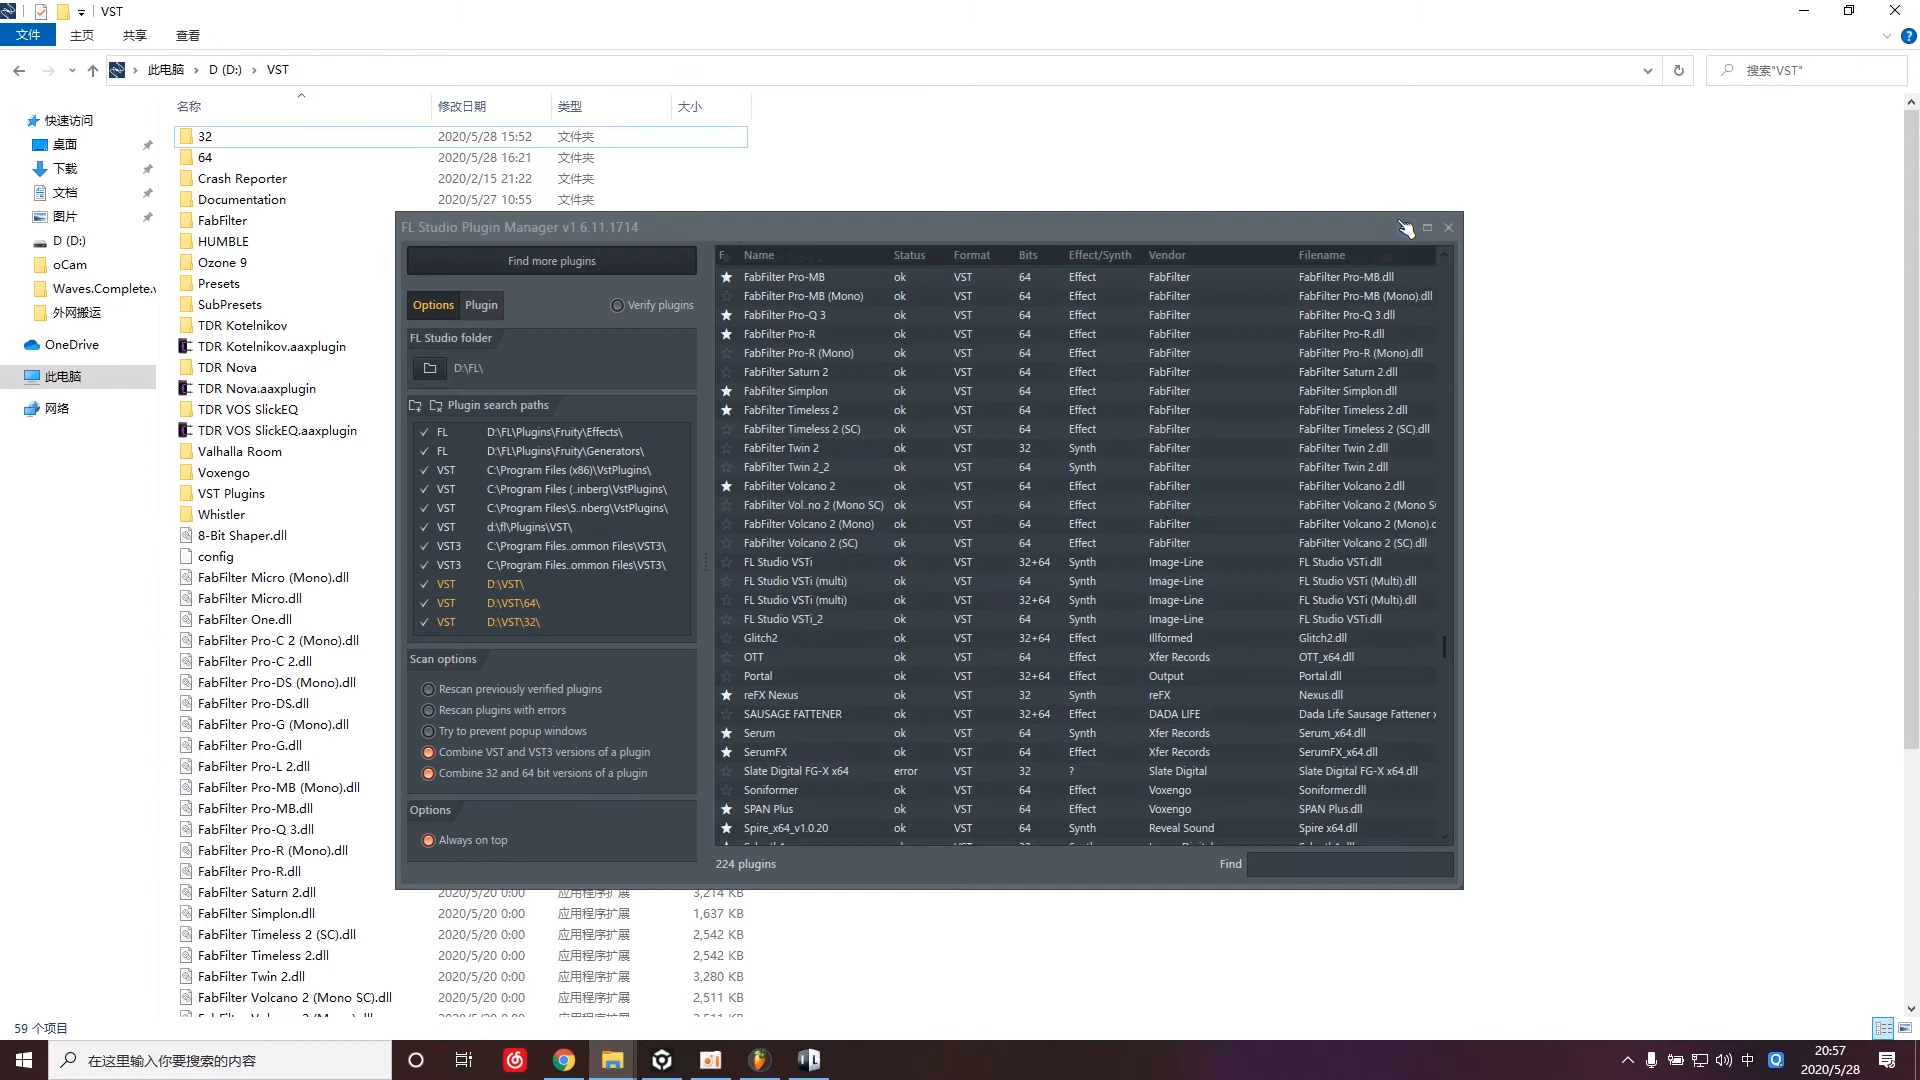 VST
文件 主页 共享 查看
此电脑 D (D:) VST 搜索"VST"
名称 修改日期 类型 大小
快速访问
桌面
下载
文档
图片
D (D:)
oCam
Waves.Complete.v
外网搬运
OneDrive
此电脑
网络
32 2020/5/28 15:52 文件夹
64 2020/5/28 16:21 文件夹
Crash Reporter 2020/2/15 21:22 文件夹
Documentation 2020/5/27 10:55 文件夹
FabFilter
HUMBLE
Ozone 9
Presets
SubPresets
TDR Kotelnikov
TDR Kotelnikov.aaxplugin
TDR Nova
TDR Nova.aaxplugin
TDR VOS SlickEQ
TDR VOS SlickEQ.aaxplugin
Valhalla Room
Voxengo
VST Plugins
Whistler
8-Bit Shaper.dll
config
FabFilter Micro (Mono).dll
FabFilter Micro.dll
FabFilter One.dll
FabFilter Pro-C 2 (Mono).dll
FabFilter Pro-C 2.dll
FabFilter Pro-DS (Mono).dll
FabFilter Pro-DS.dll
FabFilter Pro-G (Mono).dll
FabFilter Pro-G.dll
FabFilter Pro-L 2.dll
FabFilter Pro-MB (Mono).dll
FabFilter Pro-MB.dll
FabFilter Pro-Q 3.dll
FabFilter Pro-R (Mono).dll
FabFilter Pro-R.dll
FabFilter Saturn 2.dll 2020/5/20 0:00 应用程序扩展 3,214 KB
FabFilter Simplon.dll 2020/5/20 0:00 应用程序扩展 1,637 KB
FabFilter Timeless 2 (SC).dll 2020/5/20 0:00 应用程序扩展 2,542 KB
FabFilter Timeless 2.dll 2020/5/20 0:00 应用程序扩展 2,542 KB
FabFilter Twin 2.dll 2020/5/20 0:00 应用程序扩展 3,280 KB
FabFilter Volcano 2 (Mono SC).dll 2020/5/20 0:00 应用程序扩展 2,511 KB
FL Studio Plugin Manager v1.6.11.1714
Find more plugins
Options Plugin Verify plugins
FL Studio folder
D:\FL\
Plugin search paths
FL D:\FL\Plugins\Fruity\Effects\
FL D:\FL\Plugins\Fruity\Generators\
VST C:\Program Files (x86)\VstPlugins\
VST C:\Program Files (..inberg\VstPlugins\
VST C:\Program Files\S..nberg\VstPlugins\
VST d:\fl\Plugins\VST\
VST3 C:\Program Files..ommon Files\VST3\
VST3 C:\Program Files..ommon Files\VST3\
VST D:\VST\
VST D:\VST\64\
VST D:\VST\32\
Scan options
Rescan previously verified plugins
Rescan plugins with errors
Try to prevent popup windows
Combine VST and VST3 versions of a plugin
Combine 32 and 64 bit versions of a plugin
Options
Always on top
F Name Status Format Bits Effect/Synth Vendor Filename
FabFilter Pro-MB ok VST 64 Effect FabFilter FabFilter Pro-MB.dll
FabFilter Pro-MB (Mono) ok VST 64 Effect FabFilter FabFilter Pro-MB (Mono).dll
FabFilter Pro-Q 3 ok VST 64 Effect FabFilter FabFilter Pro-Q 3.dll
FabFilter Pro-R ok VST 64 Effect FabFilter FabFilter Pro-R.dll
FabFilter Pro-R (Mono) ok VST 64 Effect FabFilter FabFilter Pro-R (Mono).dll
FabFilter Saturn 2 ok VST 64 Effect FabFilter FabFilter Saturn 2.dll
FabFilter Simplon ok VST 64 Effect FabFilter FabFilter Simplon.dll
FabFilter Timeless 2 ok VST 64 Effect FabFilter FabFilter Timeless 2.dll
FabFilter Timeless 2 (SC) ok VST 64 Effect FabFilter FabFilter Timeless 2 (SC).dll
FabFilter Twin 2 ok VST 32 Synth FabFilter FabFilter Twin 2.dll
FabFilter Twin 2_2 ok VST 64 Synth FabFilter FabFilter Twin 2.dll
FabFilter Volcano 2 ok VST 64 Effect FabFilter FabFilter Volcano 2.dll
FabFilter Vol..no 2 (Mono SC) ok VST 64 Effect FabFilter FabFilter Volcano 2 (Mono S
FabFilter Volcano 2 (Mono) ok VST 64 Effect FabFilter FabFilter Volcano 2 (Mono).c
FabFilter Volcano 2 (SC) ok VST 64 Effect FabFilter FabFilter Volcano 2 (SC).dll
FL Studio VSTi ok VST 32+64 Synth Image-Line FL Studio VSTi.dll
FL Studio VSTi (multi) ok VST 64 Synth Image-Line FL Studio VSTi (Multi).dll
FL Studio VSTi (multi) ok VST 32+64 Synth Image-Line FL Studio VSTi (Multi).dll
FL Studio VSTi_2 ok VST 64 Synth Image-Line FL Studio VSTi.dll
Glitch2 ok VST 32+64 Effect Illformed Glitch2.dll
OTT ok VST 64 Effect Xfer Records OTT_x64.dll
Portal ok VST 32+64 Effect Output Portal.dll
reFX Nexus ok VST 32 Synth reFX Nexus.dll
SAUSAGE FATTENER ok VST 32+64 Effect DADA LIFE Dada Life Sausage Fattener x
Serum ok VST 64 Synth Xfer Records Serum_x64.dll
SerumFX ok VST 64 Effect Xfer Records SerumFX_x64.dll
Slate Digital FG-X x64 error VST 32 ? Slate Digital Slate Digital FG-X x64.dll
Soniformer ok VST 64 Effect Voxengo Soniformer.dll
SPAN Plus ok VST 64 Effect Voxengo SPAN Plus.dll
Spire_x64_v1.0.20 ok VST 64 Synth Reveal Sound Spire x64.dll
224 plugins Find
59 个项目
在这里输入你要搜索的内容
中
20:57
2020/5/28